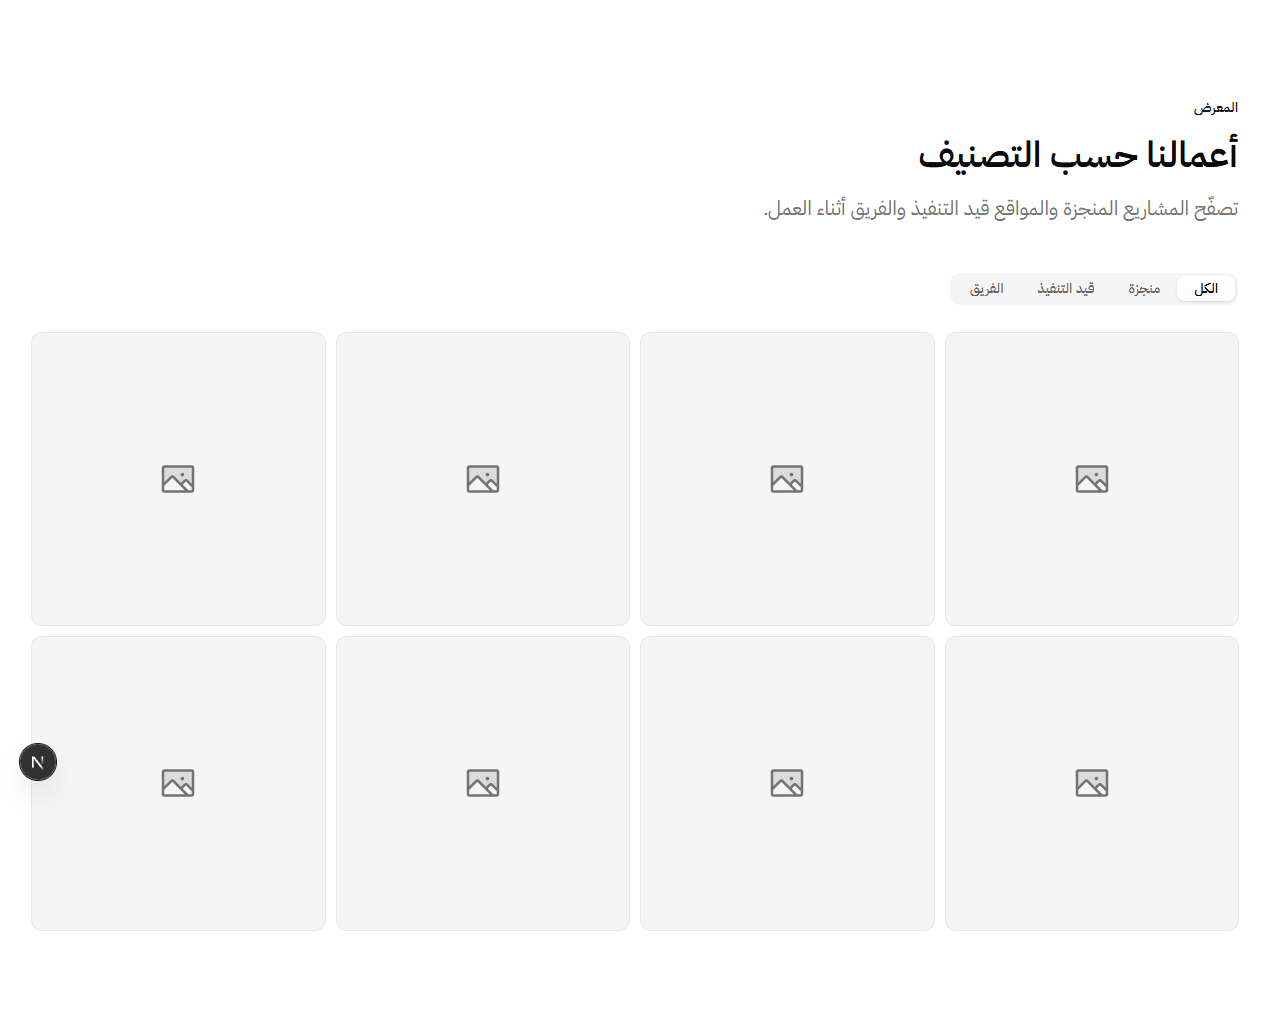 المعرض
أعمالنا حسب التصنيف
تصفّح المشاريع المنجزة والمواقع قيد التنفيذ والفريق أثناء العمل.
الكل منجزة قيد التنفيذ الفريق
N